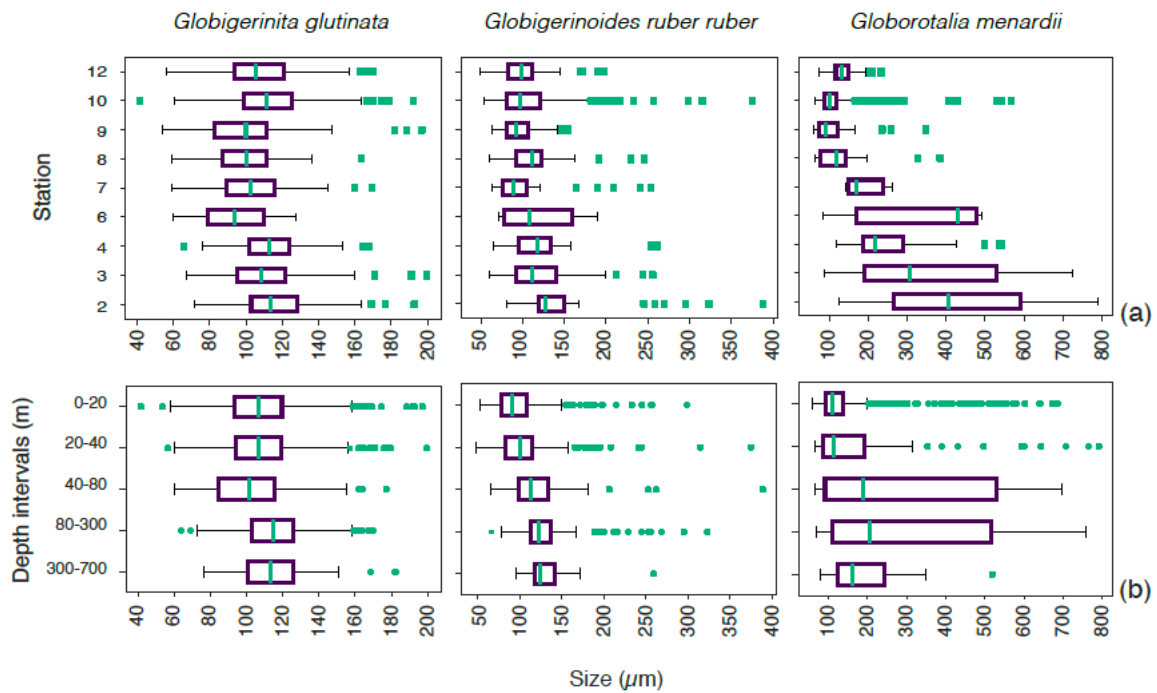 Globigerinita glutinata Globigerinoides ruber ruber Globorotalia menardii
Station
12
10
9
8
7
6
4
3
2
40 60 80 100 120 140 160 180 200
50 100 150 200 250 300 350 400
100 200 300 400 500 600 700 800
(a)
Depth intervals (m)
0-20
20-40
40-80
80-300
300-700
40 60 80 100 120 140 160 180 200
50 100 150 200 250 300 350 400
100 200 300 400 500 600 700 800
(b)
Size (µm)